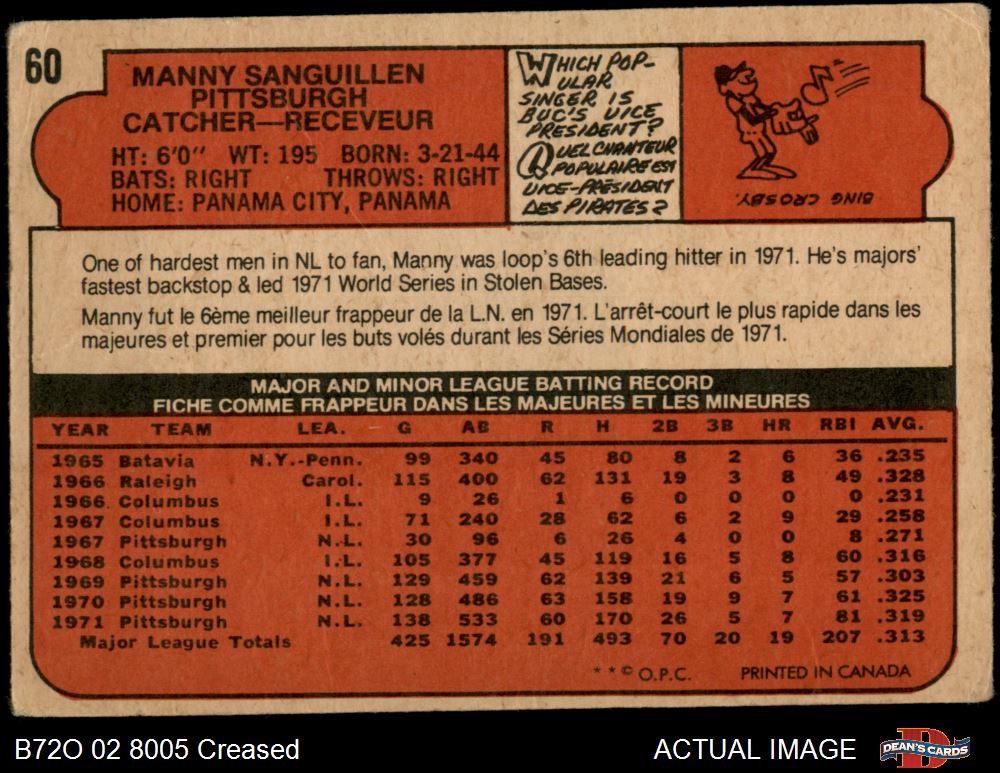 60
MANNY SANGUILLEN
PITTSBURGH
CATCHER—RECEVEUR
HT: 6'0" WT: 195 BORN: 3-21-44
BATS: RIGHT THROWS: RIGHT
HOME: PANAMA CITY, PANAMA
WHICH POP-
ULAR
SINGER IS
BUC'S VICE
PRESIDENT?
QUEL CHANTEUR
POPULAIRE EST
VICE-PRÉSIDENT
DES PIRATES?
BING CROSBY.
One of hardest men in NL to fan, Manny was loop's 6th leading hitter in 1971. He's majors'
fastest backstop & led 1971 World Series in Stolen Bases.
Manny fut le 6ème meilleur frappeur de la L.N. en 1971. L'arrêt-court le plus rapide dans les
majeures et premier pour les buts volés durant les Séries Mondiales de 1971.
MAJOR AND MINOR LEAGUE BATTING RECORD
FICHE COMME FRAPPEUR DANS LES MAJEURES ET LES MINEURES
YEAR TEAM LEA. G AB R H 2B 3B HR RBI AVG.
1965 Batavia N.Y.-Penn. 99 340 45 80 8 2 6 36 .235
1966 Raleigh Carol. 115 400 62 131 19 3 8 49 .328
1966 Columbus I.L. 9 26 1 6 0 0 0 0 .231
1967 Columbus I.L. 71 240 28 62 6 2 9 29 .258
1967 Pittsburgh N.L. 30 96 6 26 4 0 0 8 .271
1968 Columbus I.L. 105 377 45 119 16 5 8 60 .316
1969 Pittsburgh N.L. 129 459 62 139 21 6 5 57 .303
1970 Pittsburgh N.L. 128 486 63 158 19 9 7 61 .325
1971 Pittsburgh N.L. 138 533 60 170 26 5 7 81 .319
Major League Totals 425 1574 191 493 70 20 19 207 .313
**© O.P.C. PRINTED IN CANADA
B72O 02 8005 Creased ACTUAL IMAGE
D
DEAN'S CARDS